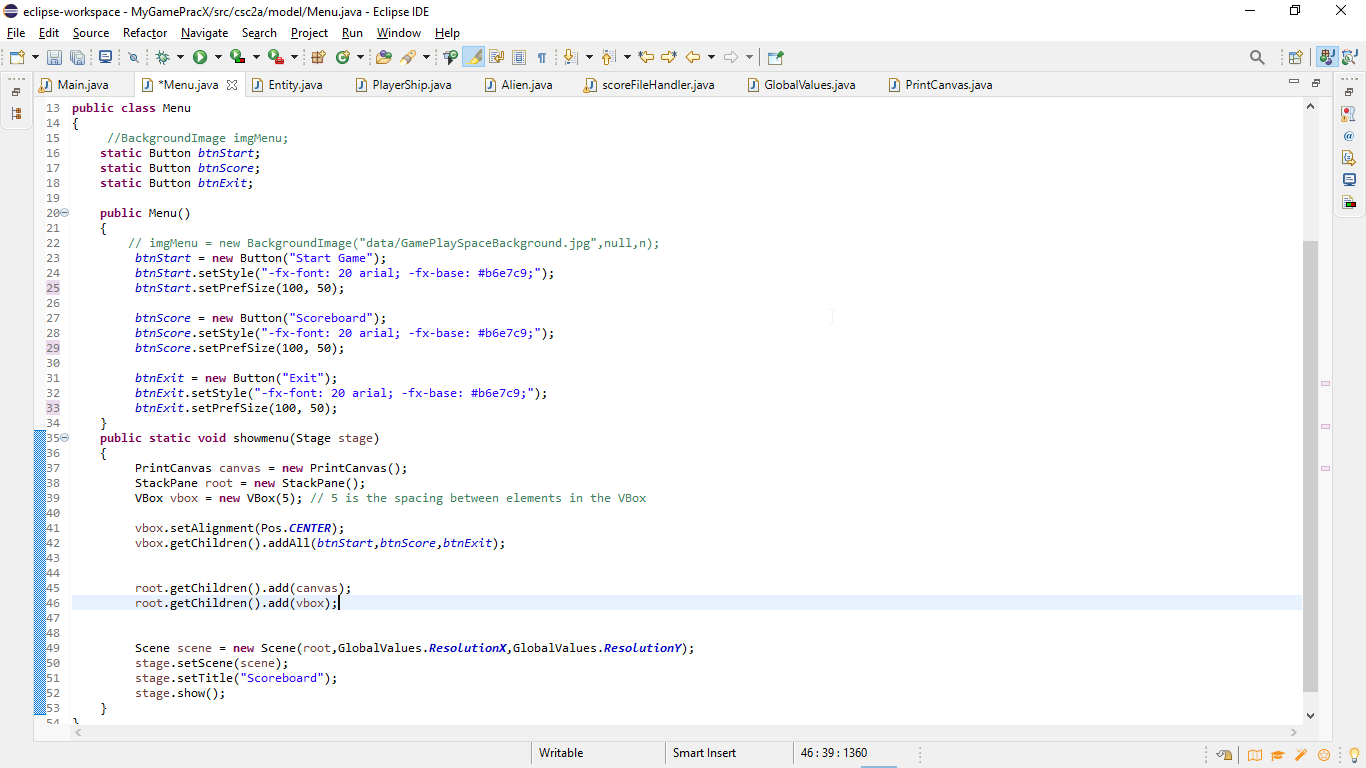 eclipse-workspace - MyGamePracX/src/csc2a/model/Menu.java - Eclipse IDE
File Edit Source Refactor Navigate Search Project Run Window Help
Main.java *Menu.java Entity.java PlayerShip.java Alien.java scoreFileHandler.java GlobalValues.java PrintCanvas.java
13 public class Menu
14 {
15 //BackgroundImage imgMenu;
16 static Button btnStart;
17 static Button btnScore;
18 static Button btnExit;
19
20 public Menu()
21 {
22 // imgMenu = new BackgroundImage("data/GamePlaySpaceBackground.jpg",null,n);
23 btnStart = new Button("Start Game");
24 btnStart.setStyle("-fx-font: 20 arial; -fx-base: #b6e7c9;");
25 btnStart.setPrefSize(100, 50);
26
27 btnScore = new Button("Scoreboard");
28 btnScore.setStyle("-fx-font: 20 arial; -fx-base: #b6e7c9;");
29 btnScore.setPrefSize(100, 50);
30
31 btnExit = new Button("Exit");
32 btnExit.setStyle("-fx-font: 20 arial; -fx-base: #b6e7c9;");
33 btnExit.setPrefSize(100, 50);
34 }
35 public static void showmenu(Stage stage)
36 {
37 PrintCanvas canvas = new PrintCanvas();
38 StackPane root = new StackPane();
39 VBox vbox = new VBox(5); // 5 is the spacing between elements in the VBox
40
41 vbox.setAlignment(Pos.CENTER);
42 vbox.getChildren().addAll(btnStart,btnScore,btnExit);
43
44
45 root.getChildren().add(canvas);
46 root.getChildren().add(vbox);
47
48
49 Scene scene = new Scene(root,GlobalValues.ResolutionX,GlobalValues.ResolutionY);
50 stage.setScene(scene);
51 stage.setTitle("Scoreboard");
52 stage.show();
53 }
54 }
Writable Smart Insert 46 : 39 : 1360